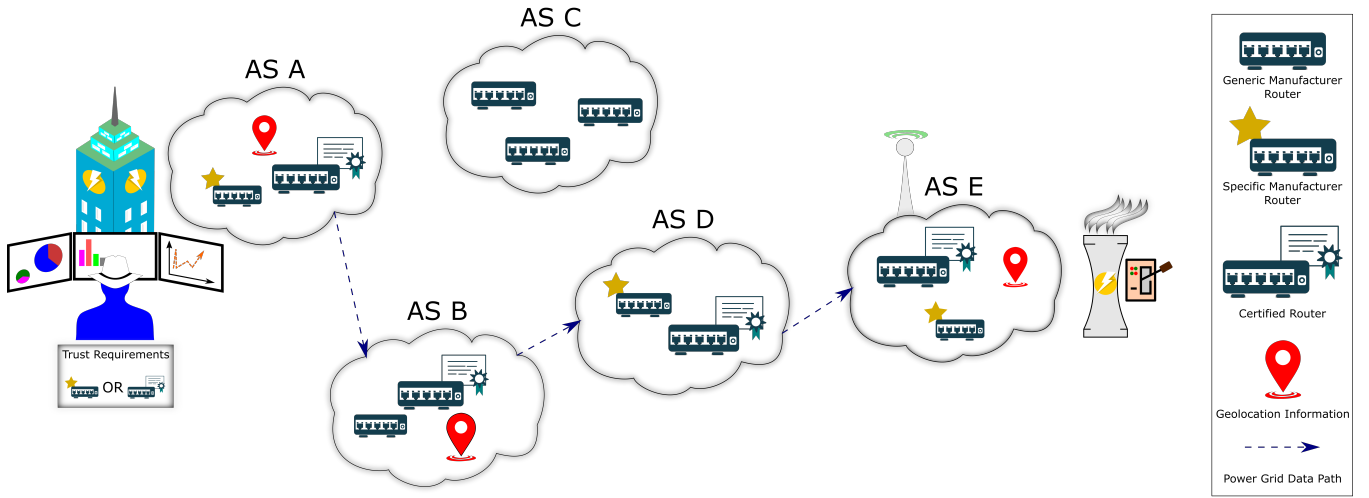 AS C
AS A
AS E
AS D
AS B
Trust Requirements
OR
Generic Manufacturer
Router
Specific Manufacturer
Router
Certified Router
Geolocation Information
Power Grid Data Path